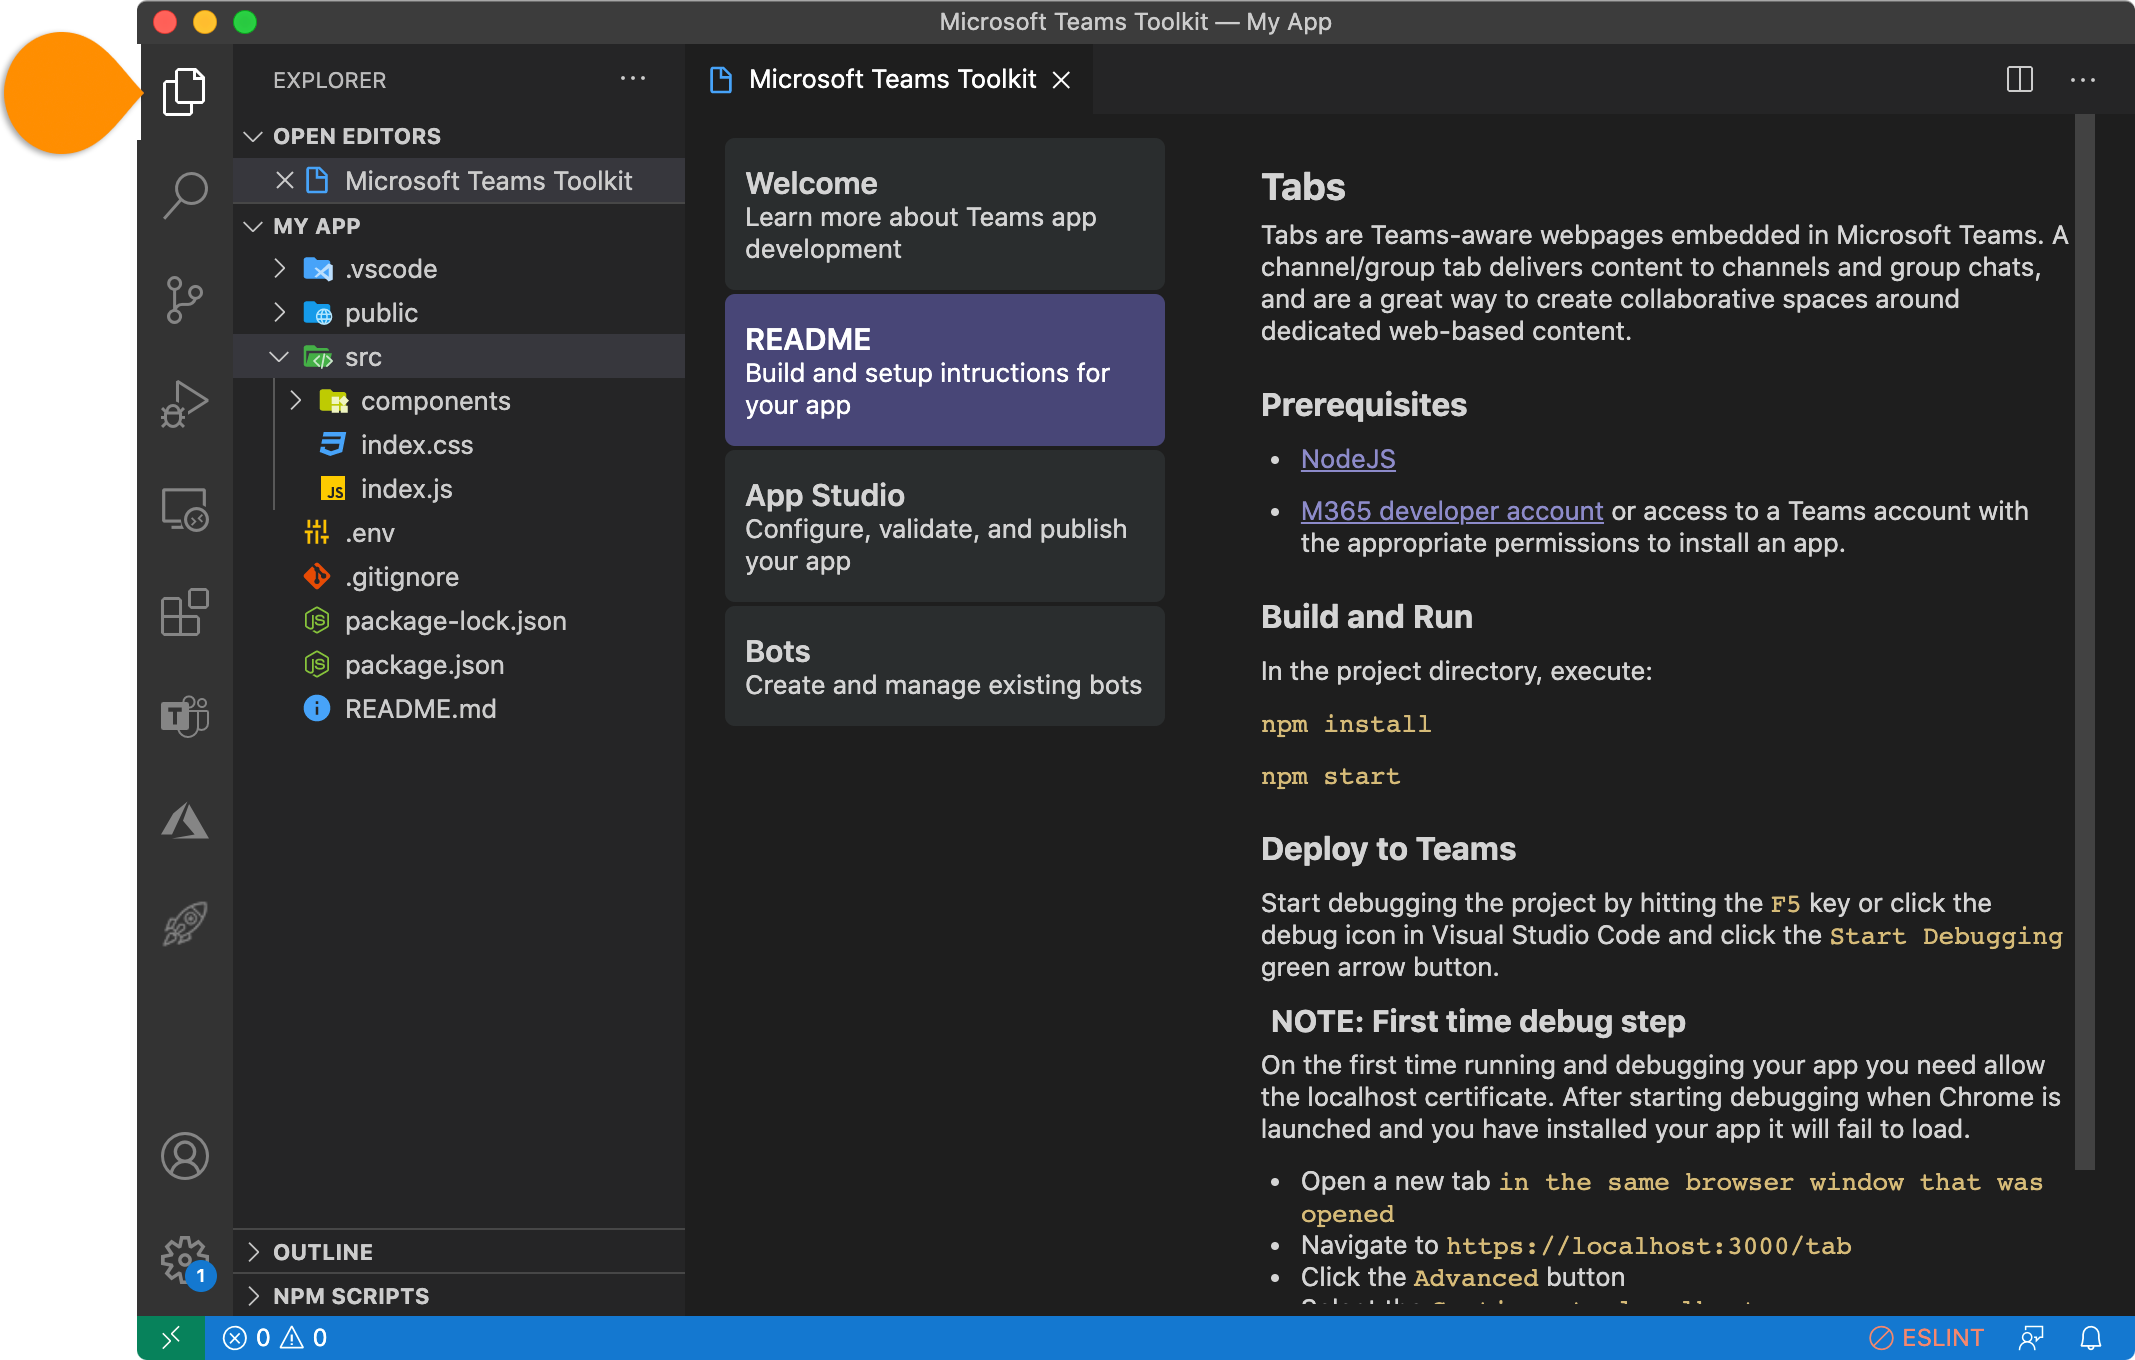 Microsoft Teams Toolkit — My App
EXPLORER
OPEN EDITORS
Microsoft Teams Toolkit
MY APP
.vscode
public
src
components
index.css
index.js
.env
.gitignore
package-lock.json
package.json
README.md
OUTLINE
NPM SCRIPTS
Microsoft Teams Toolkit
Welcome
Learn more about Teams app
development
README
Build and setup intructions for
your app
App Studio
Configure, validate, and publish
your app
Bots
Create and manage existing bots
Tabs
Tabs are Teams-aware webpages embedded in Microsoft Teams. A
channel/group tab delivers content to channels and group chats,
and are a great way to create collaborative spaces around
dedicated web-based content.
Prerequisites
• NodeJS
• M365 developer account or access to a Teams account with
the appropriate permissions to install an app.
Build and Run
In the project directory, execute:
npm install
npm start
Deploy to Teams
Start debugging the project by hitting the F5 key or click the
debug icon in Visual Studio Code and click the Start Debugging
green arrow button.
NOTE: First time debug step
On the first time running and debugging your app you need allow
the localhost certificate. After starting debugging when Chrome is
launched and you have installed your app it will fail to load.
• Open a new tab in the same browser window that was
opened
• Navigate to https://localhost:3000/tab
• Click the Advanced button
1
0 0
ESLINT